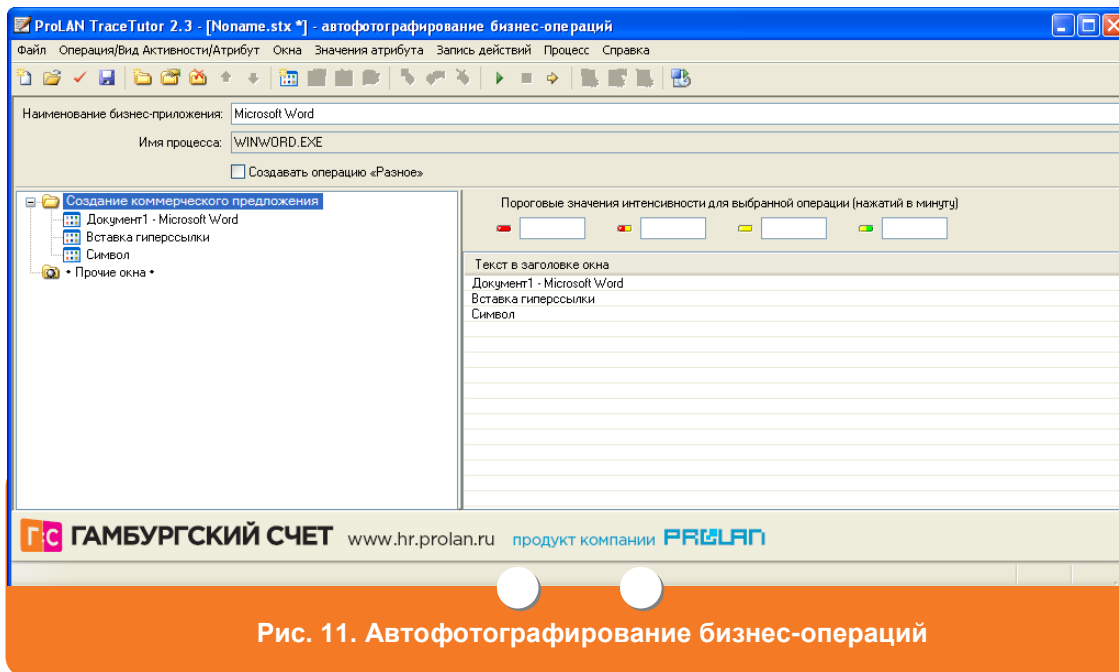 ProLAN TraceTutor 2.3 - [Noname.stx *] - автофотографирование бизнес-операций
Файл Операция/Вид Активности/Атрибут Окна Значения атрибута Запись действий Процесс Справка
Наименование бизнес-приложения: Microsoft Word
Имя процесса: WINWORD.EXE
Создавать операцию «Разное»
Создание коммерческого предложения
Документ1 - Microsoft Word
Вставка гиперссылки
Символ
• Прочие окна •
Пороговые значения интенсивности для выбранной операции (нажатий в минуту)
Текст в заголовке окна
Документ1 - Microsoft Word
Вставка гиперссылки
Символ
Г:С ГАМБУРГСКИЙ СЧЕТ www.hr.prolan.ru продукт компании PROLAN
Рис. 11. Автофотографирование бизнес-операций